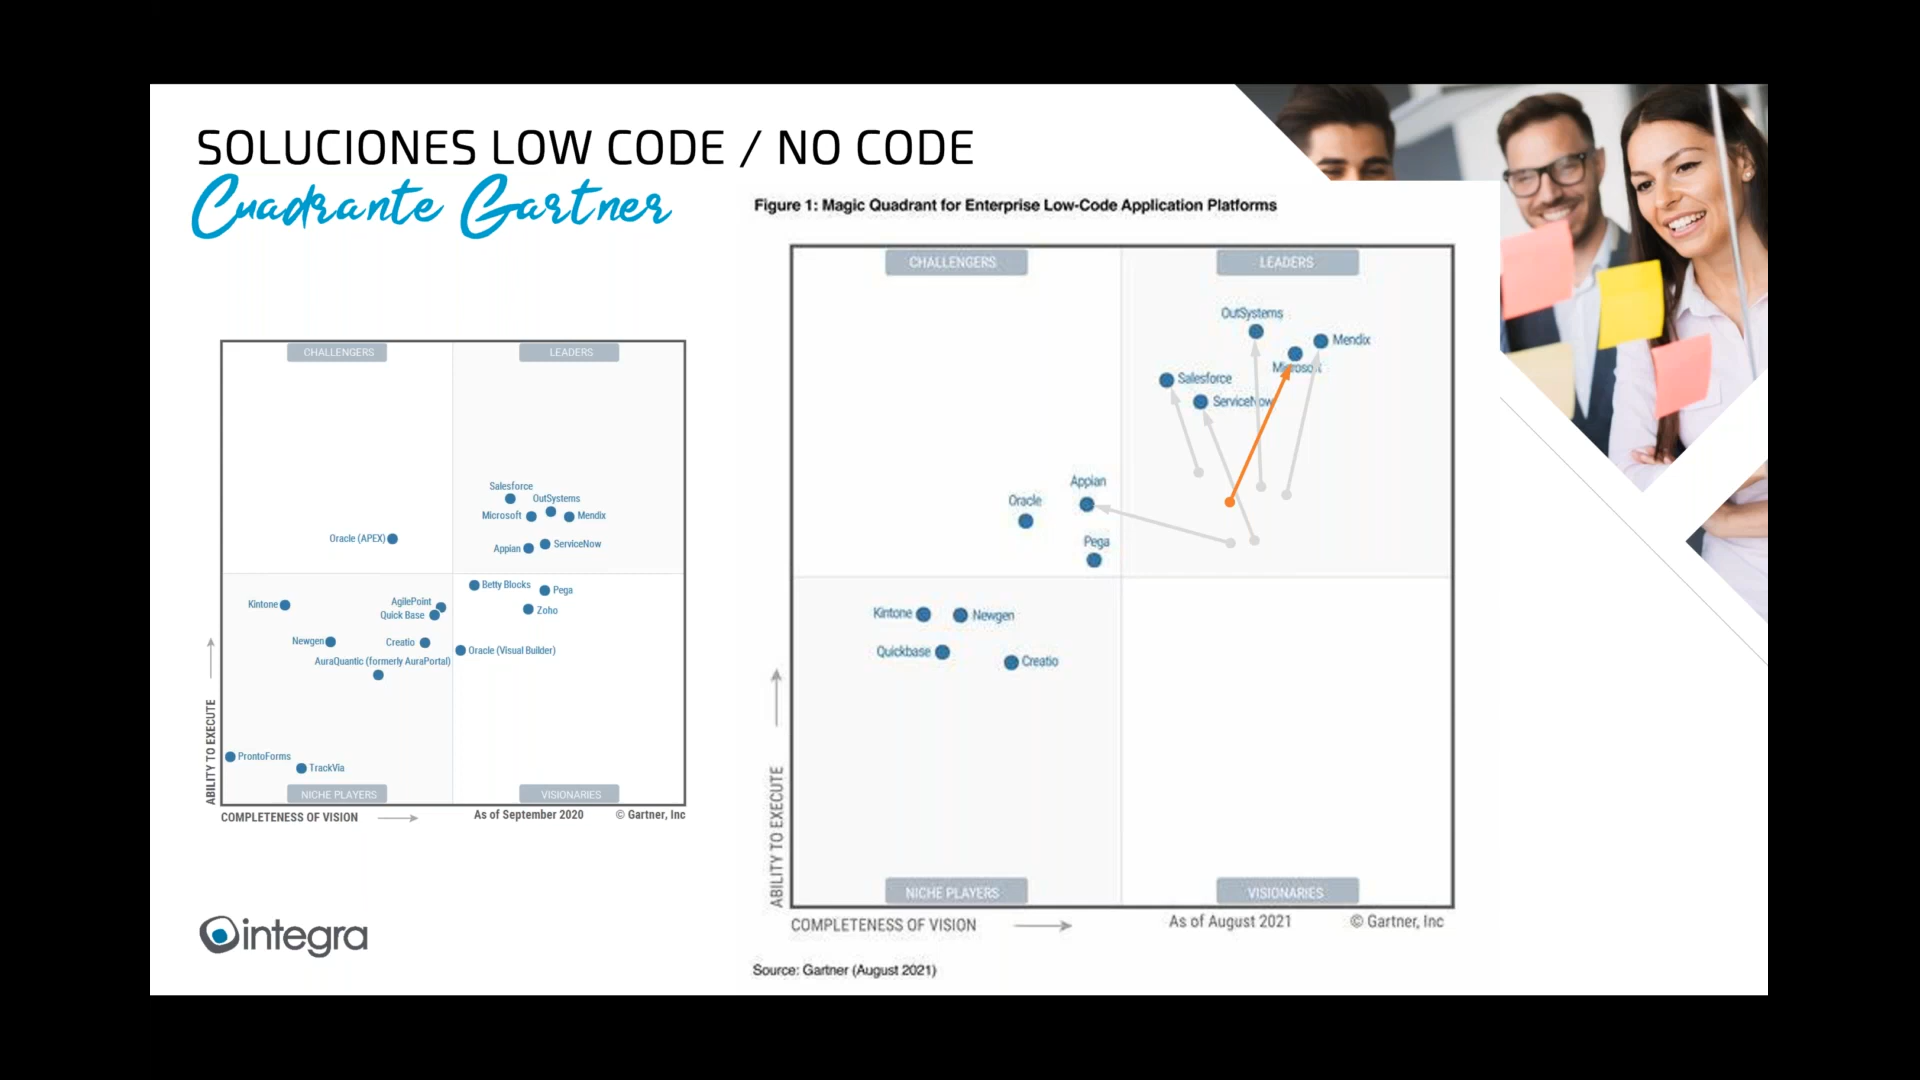 SOLUCIONES LOW CODE / NO CODE
Cuadrante Gartner
CHALLENGERS
LEADERS
Salesforce
OutSystems
Microsoft
Mendix
Oracle (APEX)
Appian
ServiceNow
Betty Blocks
Pega
Kintone
AgilePoint
Quick Base
Zoho
Newgen
Creatio
Oracle (Visual Builder)
AuraQuantic (formerly AuraPortal)
ProntoForms
TrackVia
NICHE PLAYERS
VISIONARIES
ABILITY TO EXECUTE
COMPLETENESS OF VISION
As of September 2020
© Gartner, Inc
Figure 1: Magic Quadrant for Enterprise Low-Code Application Platforms
CHALLENGERS
LEADERS
OutSystems
Mendix
Microsoft
Salesforce
ServiceNow
Appian
Oracle
Pega
Kintone
Newgen
Quickbase
Creatio
NICHE PLAYERS
VISIONARIES
ABILITY TO EXECUTE
COMPLETENESS OF VISION
As of August 2021
© Gartner, Inc
Source: Gartner (August 2021)
integra